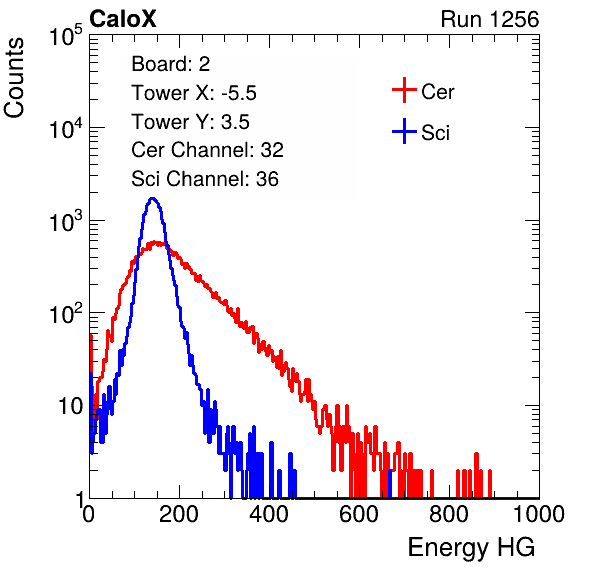 CaloX Run 1256
Counts
Board: 2
Tower X: -5.5
Tower Y: 3.5
Cer Channel: 32
Sci Channel: 36
Cer
Sci
10^5
10^4
10^3
10^2
10
1
0 200 400 600 800 1000
Energy HG